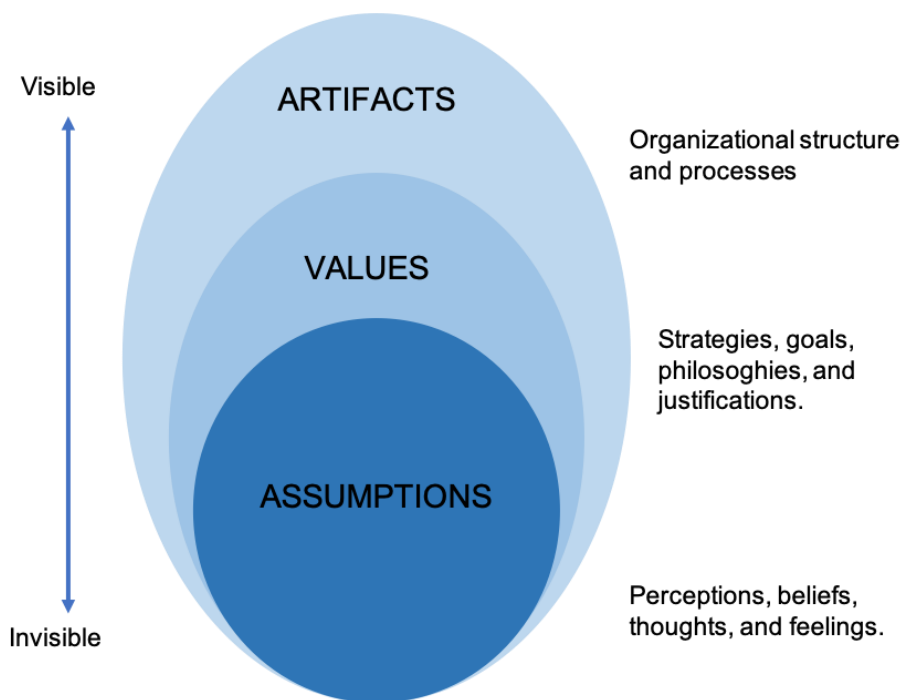 Visible
ARTIFACTS
Organizational structure
and processes
VALUES
Strategies, goals,
philosoghies, and
justifications.
ASSUMPTIONS
Perceptions, beliefs,
thoughts, and feelings.
Invisible